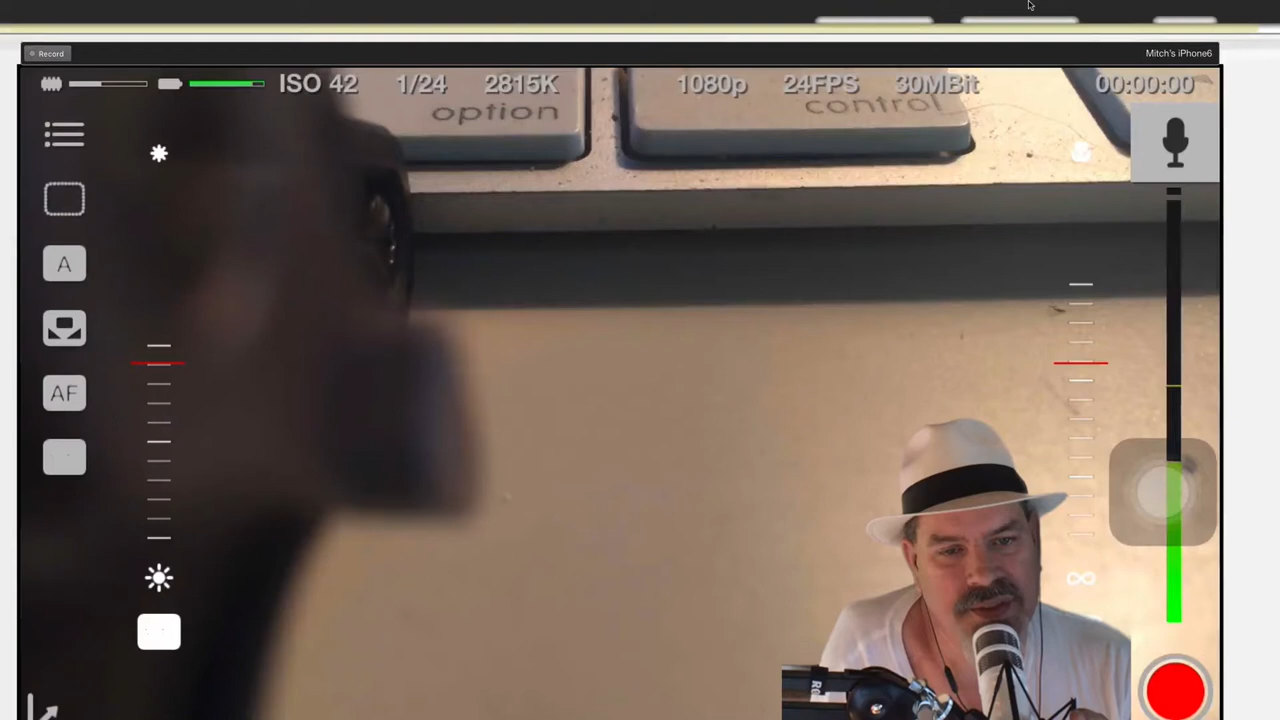 Record
Mitch's iPhone6
ISO 42 1/24 2815K 1080p 24FPS 30MBit 00:00:00
option control
A
AF